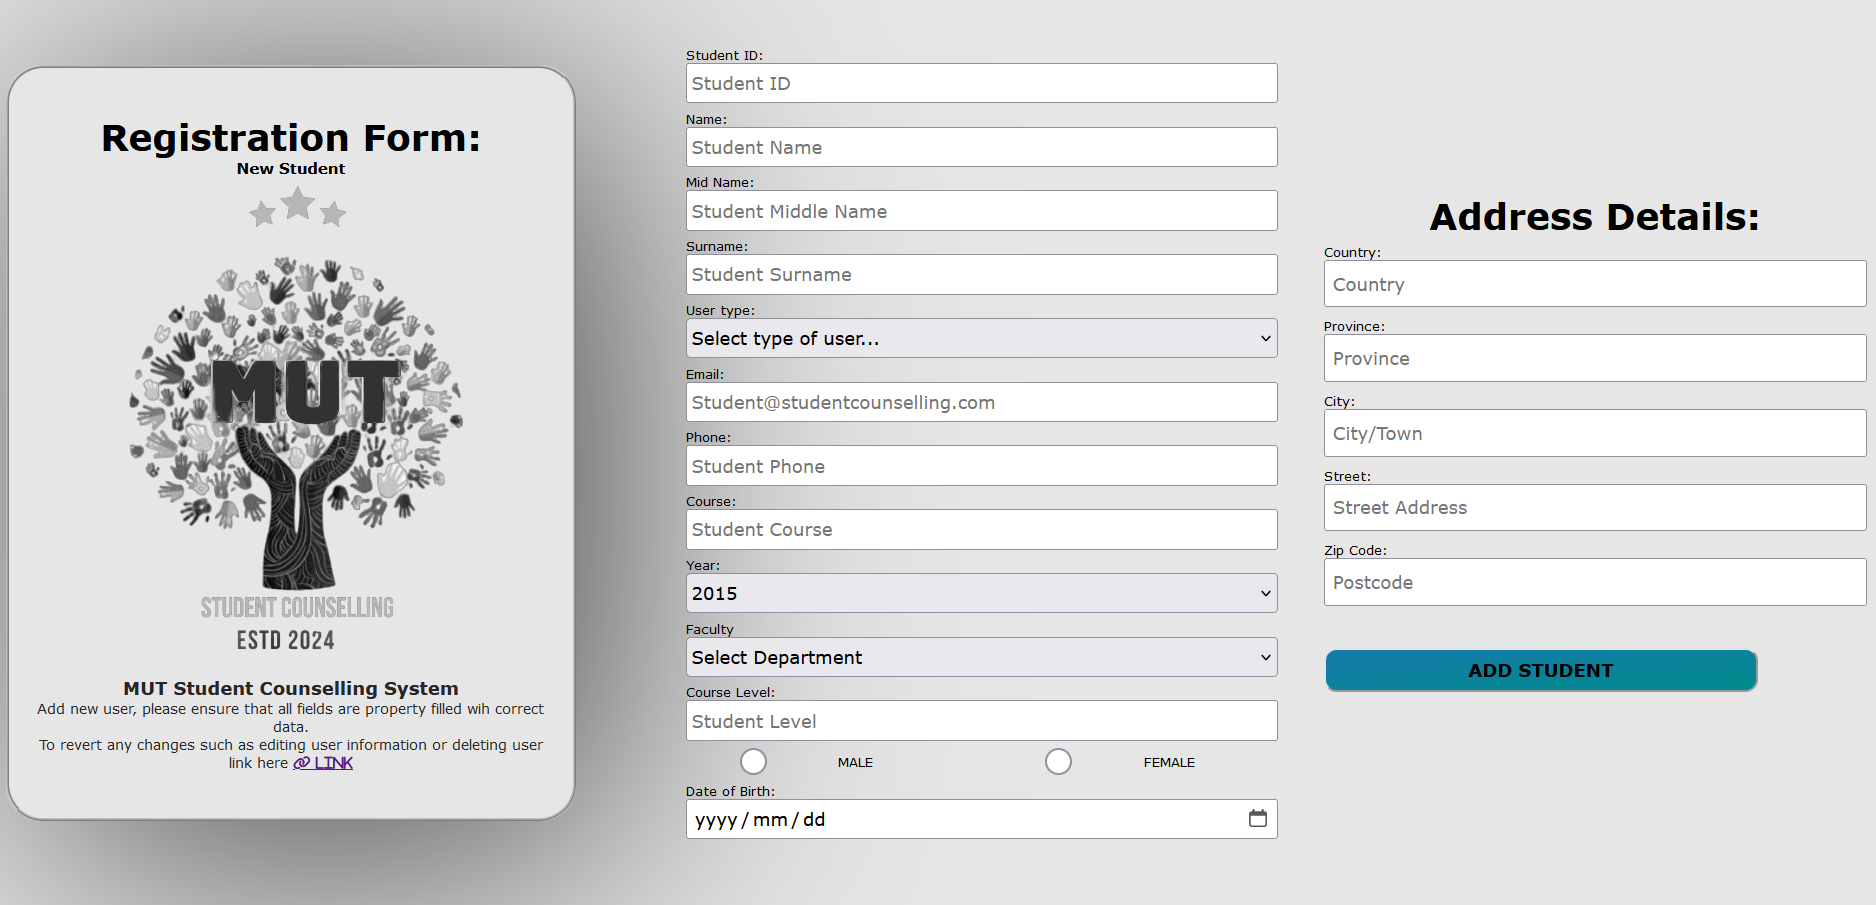 Registration Form:
New Student
MUT
STUDENT COUNSELLING
ESTD 2024
MUT Student Counselling System
Add new user, please ensure that all fields are property filled wih correct
data.
To revert any changes such as editing user information or deleting user
link here LINK
Student ID:
Student ID
Name:
Student Name
Mid Name:
Student Middle Name
Surname:
Student Surname
User type:
Select type of user...
Email:
Student@studentcounselling.com
Phone:
Student Phone
Course:
Student Course
Year:
2015
Faculty
Select Department
Course Level:
Student Level
MALE FEMALE
Date of Birth:
yyyy/mm/dd
Address Details:
Country:
Country
Province:
Province
City:
City/Town
Street:
Street Address
Zip Code:
Postcode
ADD STUDENT